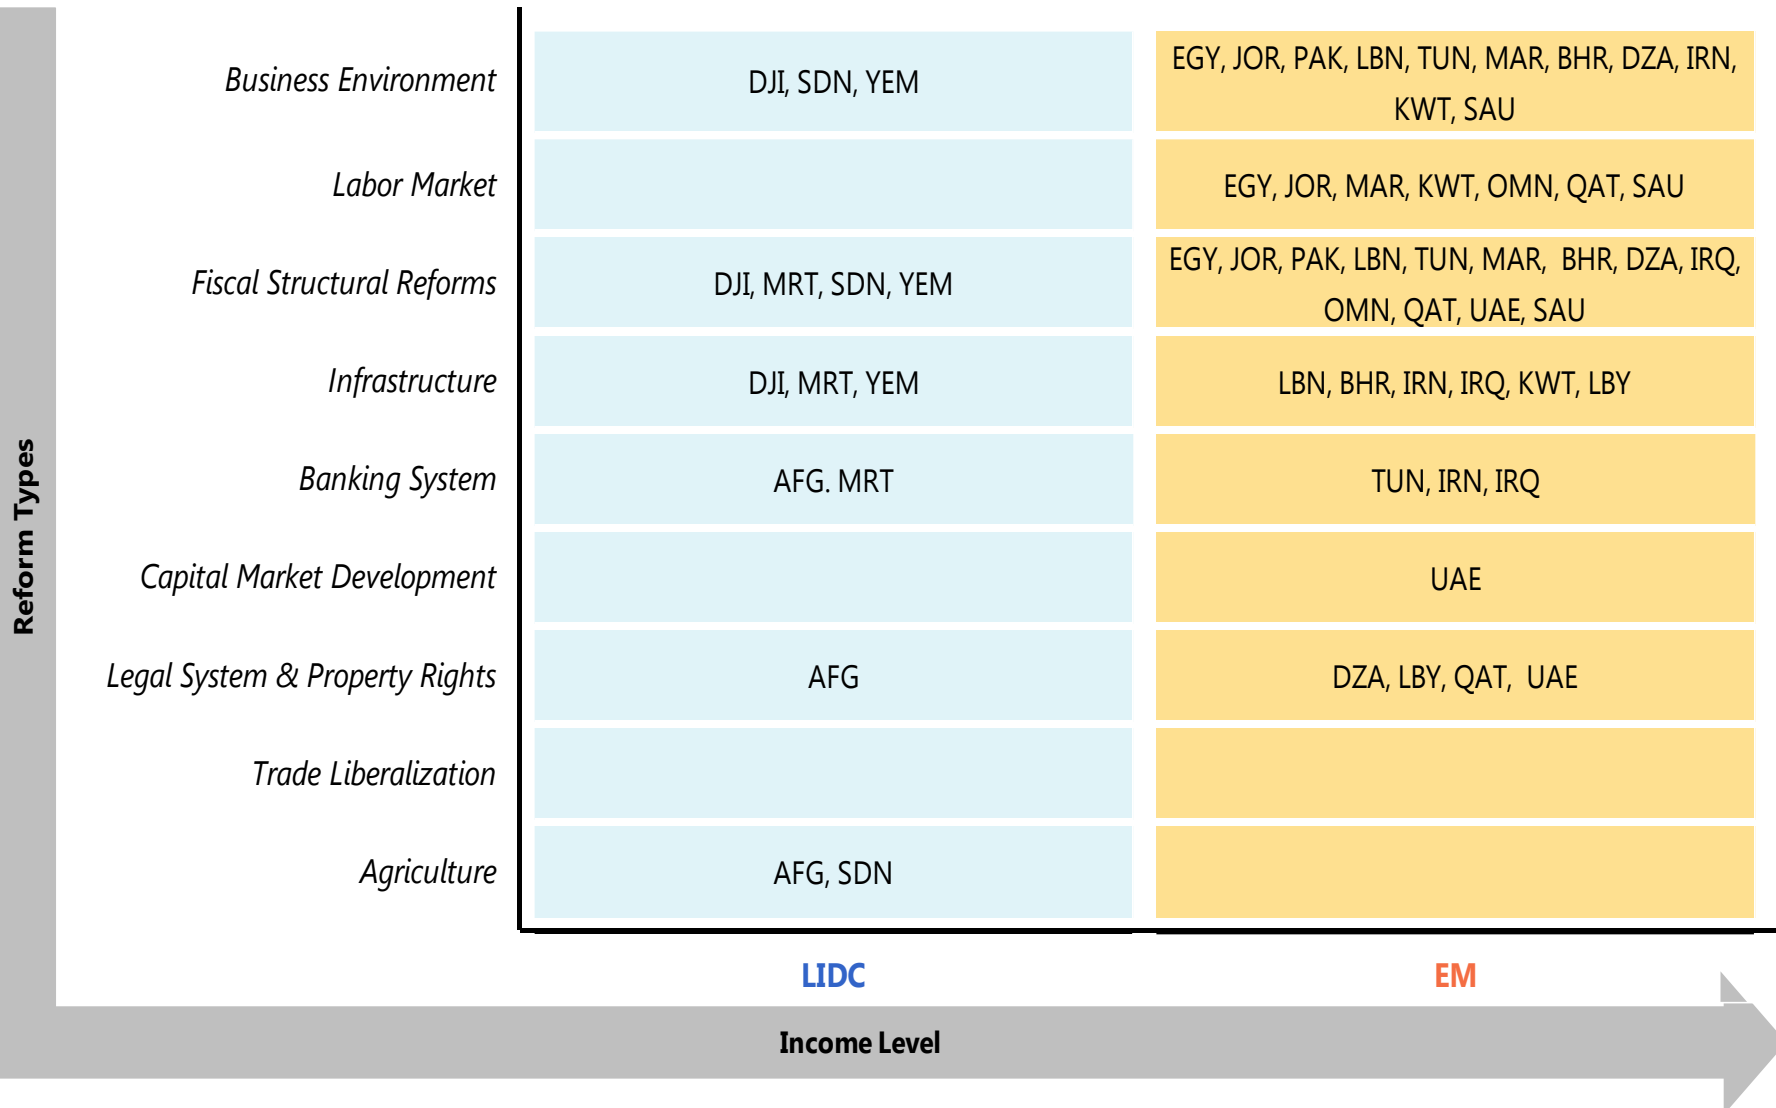 Reform Types
Business Environment
DJI, SDN, YEM
EGY, JOR, PAK, LBN, TUN, MAR, BHR, DZA, IRN,
KWT, SAU
Labor Market
EGY, JOR, MAR, KWT, OMN, QAT, SAU
Fiscal Structural Reforms
DJI, MRT, SDN, YEM
EGY, JOR, PAK, LBN, TUN, MAR, BHR, DZA, IRQ,
OMN, QAT, UAE, SAU
Infrastructure
DJI, MRT, YEM
LBN, BHR, IRN, IRQ, KWT, LBY
Banking System
AFG. MRT
TUN, IRN, IRQ
Capital Market Development
UAE
Legal System & Property Rights
AFG
DZA, LBY, QAT, UAE
Trade Liberalization
Agriculture
AFG, SDN
LIDC
EM
Income Level